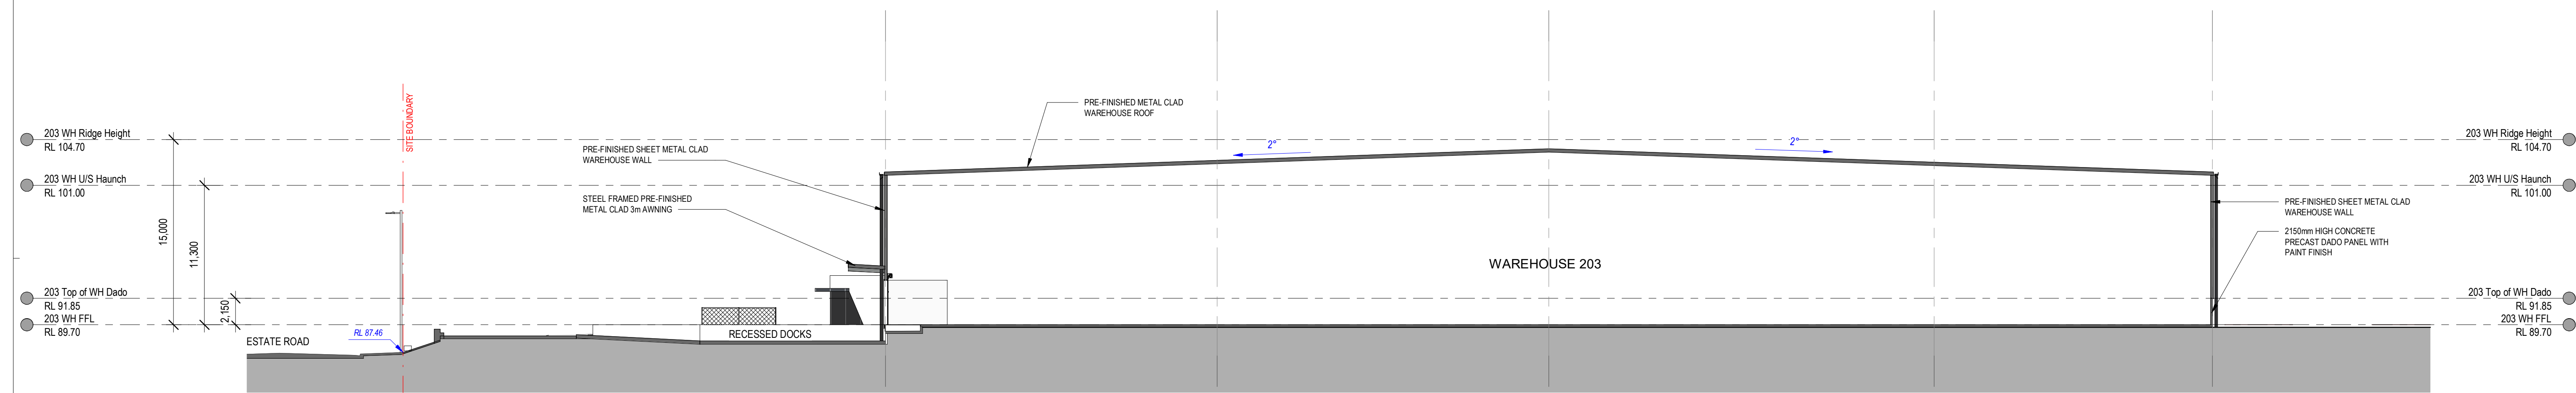 SITE BOUNDARY
203 WH Ridge Height
RL 104.70
203 WH U/S Haunch
RL 101.00
203 Top of WH Dado
RL 91.85
203 WH FFL
RL 89.70
15,000
11,300
2,150
ESTATE ROAD
RL 87.46
PRE-FINISHED SHEET METAL CLAD
WAREHOUSE WALL
STEEL FRAMED PRE-FINISHED
METAL CLAD 3m AWNING
RECESSED DOCKS
PRE-FINISHED METAL CLAD
WAREHOUSE ROOF
2°
2°
WAREHOUSE 203
203 WH Ridge Height
RL 104.70
203 WH U/S Haunch
RL 101.00
PRE-FINISHED SHEET METAL CLAD
WAREHOUSE WALL
2150mm HIGH CONCRETE
PRECAST DADO PANEL WITH
PAINT FINISH
203 Top of WH Dado
RL 91.85
203 WH FFL
RL 89.70